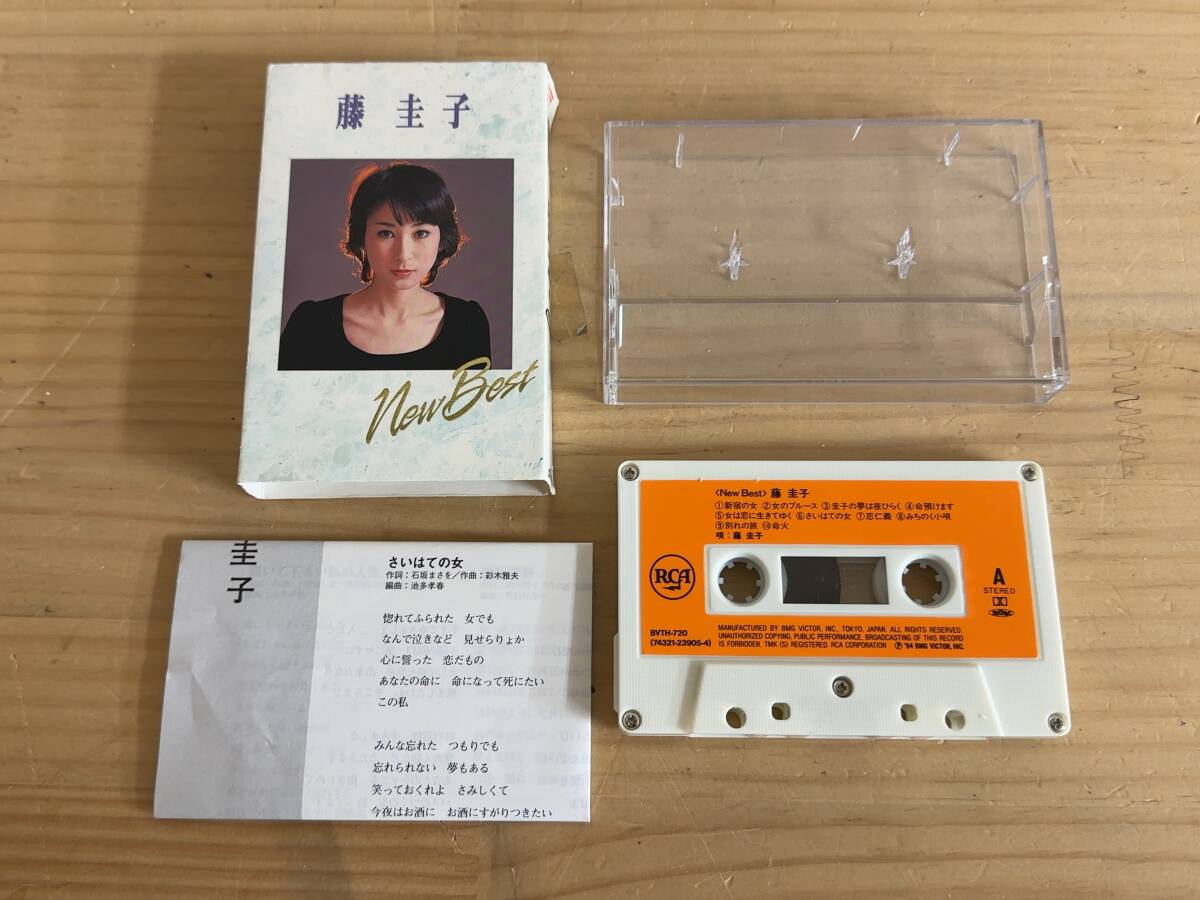 藤 圭子
New Best
圭子
さいはての女
作詞：石坂まさを／作曲：彩木雅夫
編曲：池多孝春
惚れてふられた 女でも
なんで泣きなど 見せらりょか
心に誓った 恋だもの
あなたの命に 命になって死にたい
この私
みんな忘れた つもりでも
忘れられない 夢もある
笑っておくれよ さみしくて
今夜はお酒に お酒にすがりつきたい
〈New Best〉藤 圭子
①新宿の女 ②女のブルース ③圭子の夢は夜ひらく ④命預けます
⑤女は恋に生きてゆく ⑥さいはての女 ⑦恋仁義 ⑧みちのく小唄
⑨別れの旅 ⑩命火
唄：藤 圭子
RCA
A
STEREO
BVTH-720
(74321-23905-4)
MANUFACTURED BY BMG VICTOR, INC., TOKYO, JAPAN. ALL RIGHTS RESERVED.
UNAUTHORIZED COPYING, PUBLIC PERFORMANCE, BROADCASTING OF THIS RECORD
IS FORBIDDEN. TMK (S) REGISTERED. RCA CORPORATION ℗ '94 BMG VICTOR, INC.